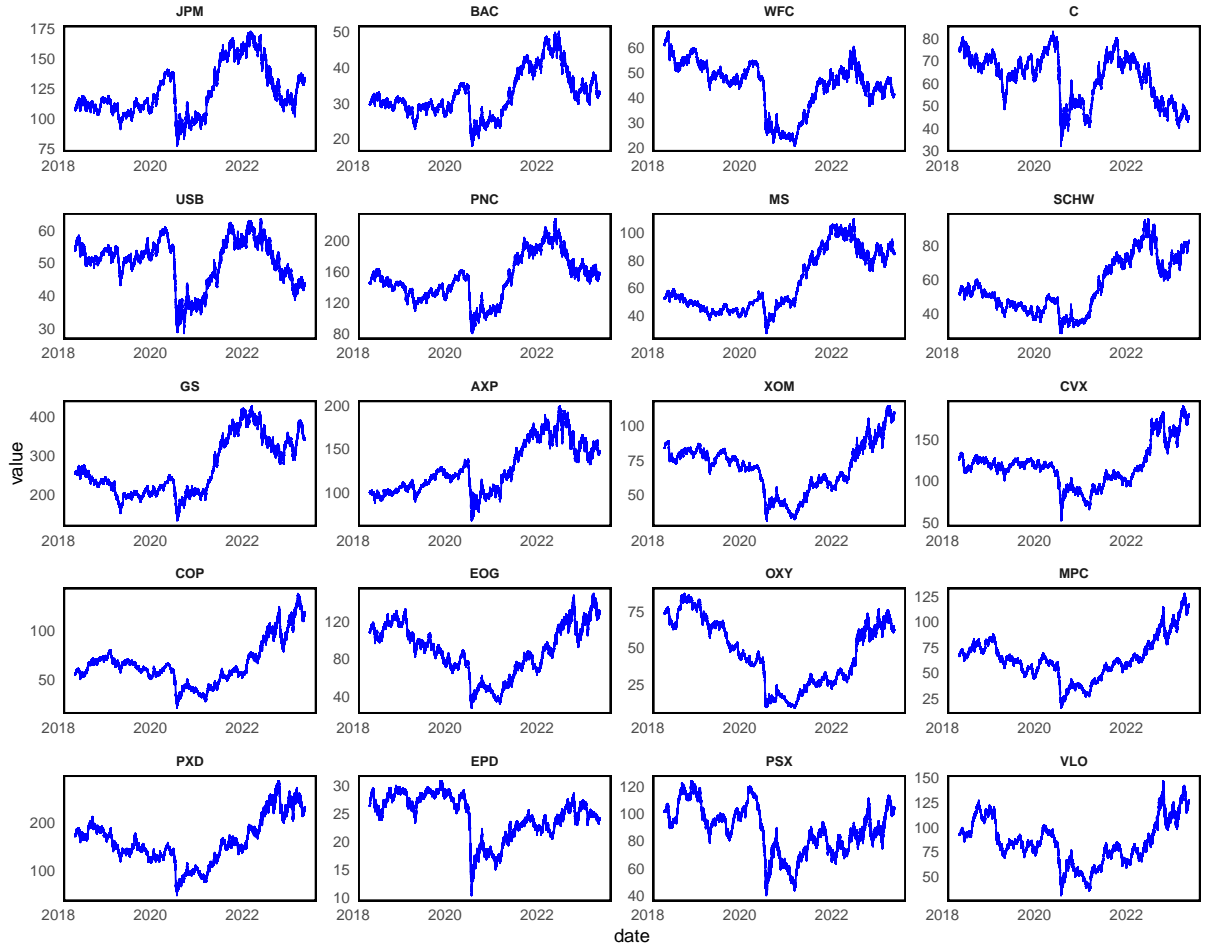 JPM BAC WFC C
175 50 60 80
150 40 50 70
125 30 40 60
100 20 30 50
75 20 40
30
2018 2020 2022 2018 2020 2022 2018 2020 2022 2018 2020 2022
USB PNC MS SCHW
60 200 100 80
50 160 80 60
40 120 60 40
30 80 40
2018 2020 2022 2018 2020 2022 2018 2020 2022 2018 2020 2022
GS AXP XOM CVX
400 200 100 150
300 150 75 100
200 100 50 50
2018 2020 2022 2018 2020 2022 2018 2020 2022 2018 2020 2022
value
COP EOG OXY MPC
100 120 75 125
50 80 50 100
40 25 75
50
25
2018 2020 2022 2018 2020 2022 2018 2020 2022 2018 2020 2022
PXD EPD PSX VLO
200 30 120 150
100 25 100 125
20 80 100
15 60 75
10 40 50
2018 2020 2022 2018 2020 2022 2018 2020 2022 2018 2020 2022
date